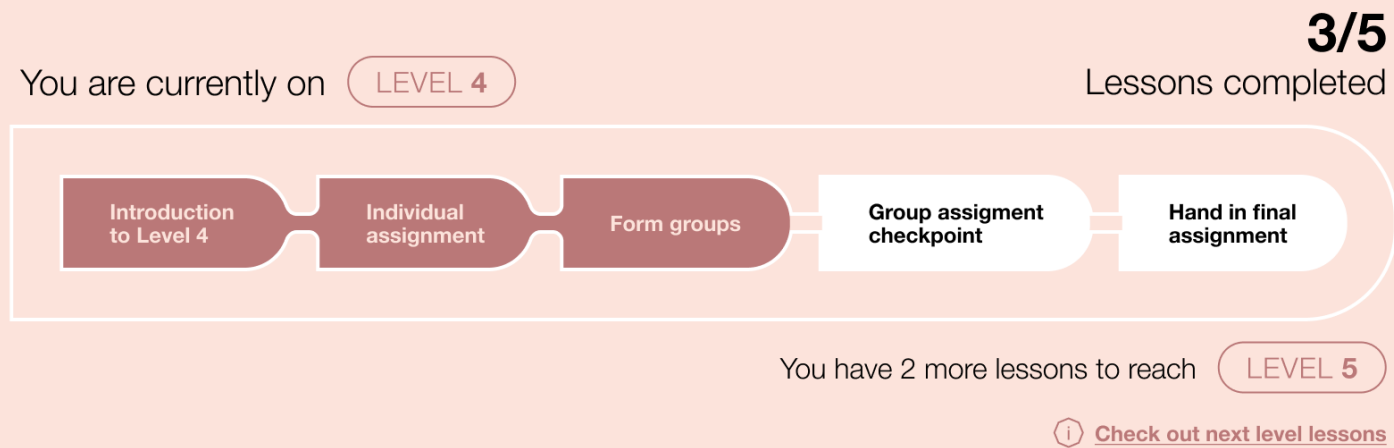 3/5
You are currently on LEVEL 4
Lessons completed
Introduction
to Level 4
Individual
assignment
Form groups
Group assigment
checkpoint
Hand in final
assignment
You have 2 more lessons to reach LEVEL 5
i Check out next level lessons